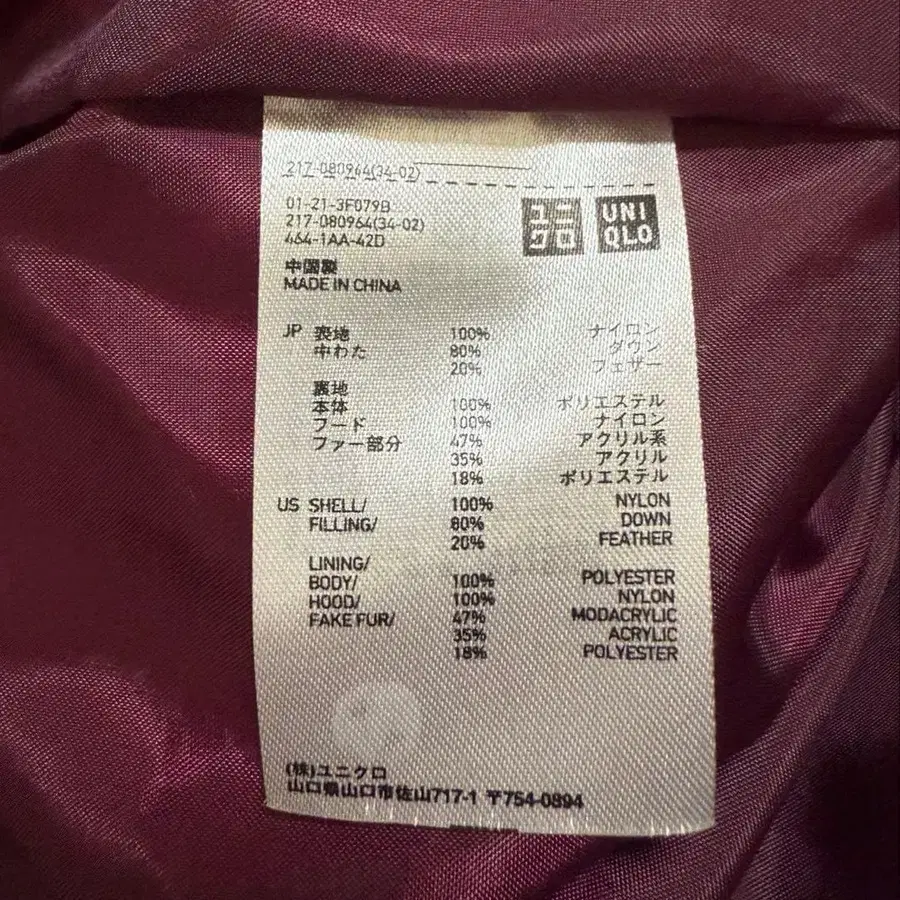 217-080964(34-02)
01-21-3F079B
217-080964(34-02)
464-1AA-42D
ユニ
クロ
UNI
QLO
中国製
MADE IN CHINA
JP 表地 100% ナイロン
中わた 80% ダウン
20% フェザー
裏地
本体 100% ポリエステル
フード 100% ナイロン
ファー部分 47% アクリル系
35% アクリル
18% ポリエステル
US SHELL/ 100% NYLON
FILLING/ 80% DOWN
20% FEATHER
LINING/
BODY/ 100% POLYESTER
HOOD/ 100% NYLON
FAKE FUR/ 47% MODACRYLIC
35% ACRYLIC
18% POLYESTER
(株)ユニクロ
山口県山口市佐山717-1 〒754-0894